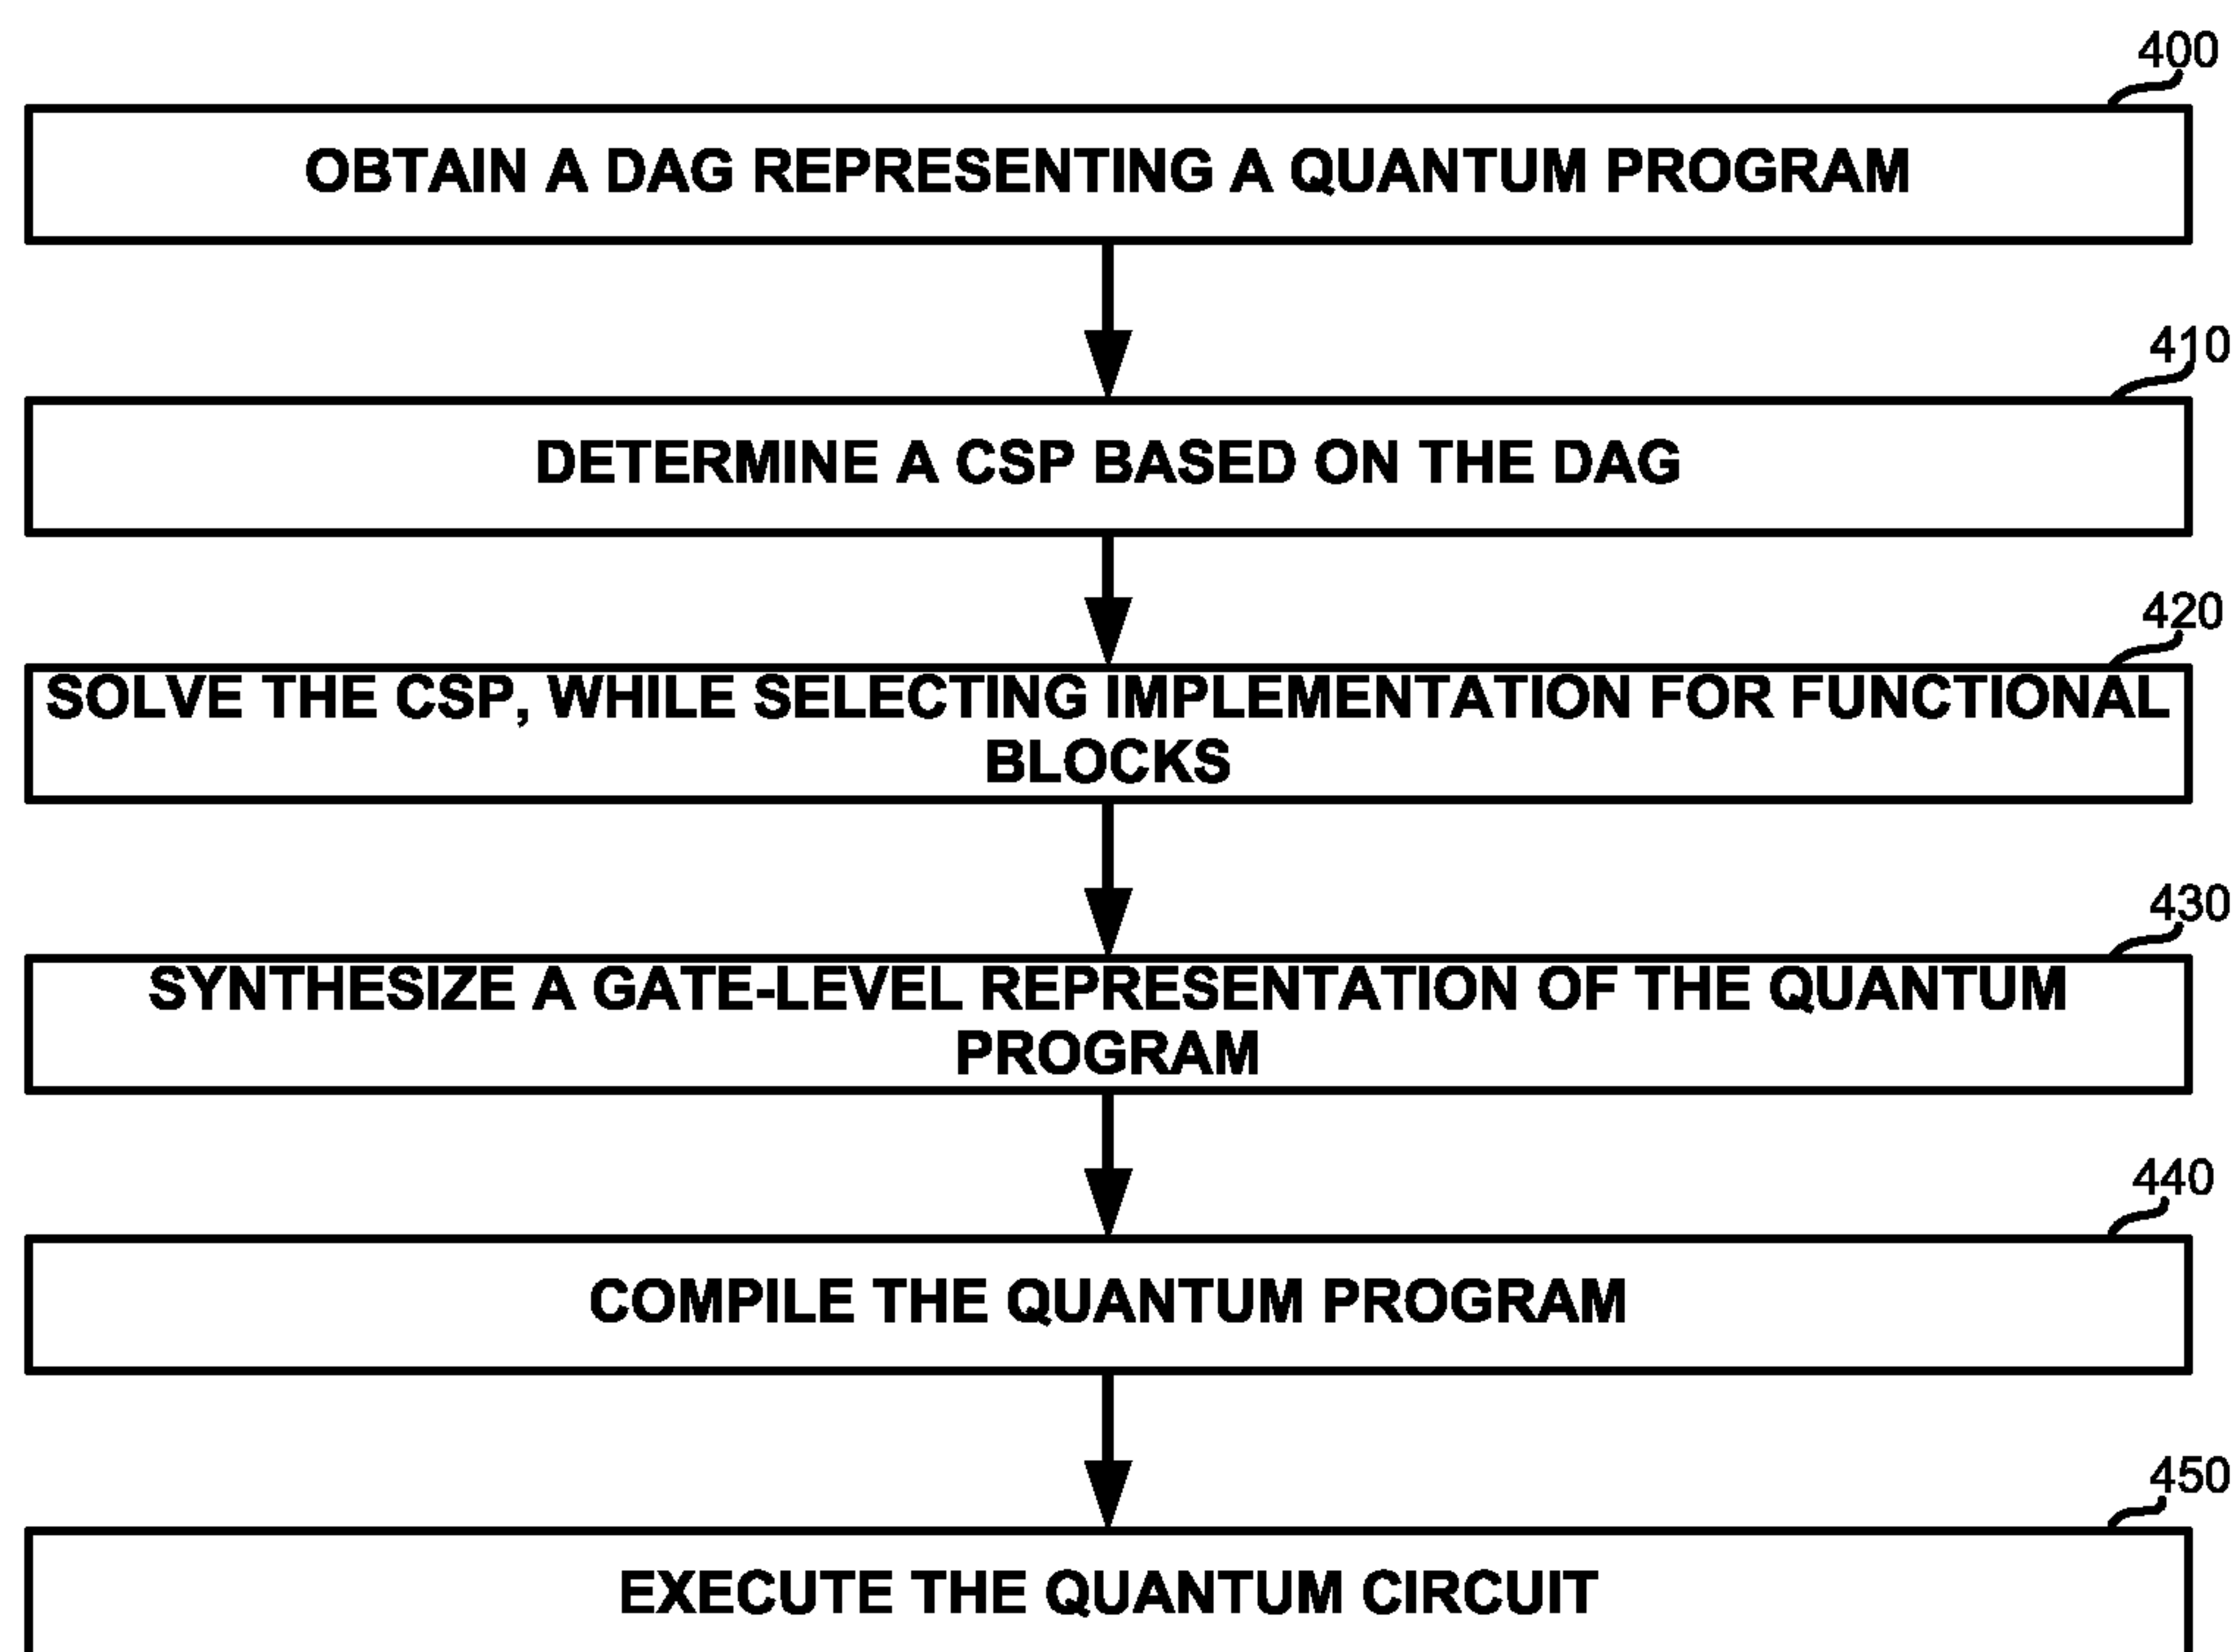 400
OBTAIN A DAG REPRESENTING A QUANTUM PROGRAM
410
DETERMINE A CSP BASED ON THE DAG
420
SOLVE THE CSP, WHILE SELECTING IMPLEMENTATION FOR FUNCTIONAL
BLOCKS
430
SYNTHESIZE A GATE-LEVEL REPRESENTATION OF THE QUANTUM
PROGRAM
440
COMPILE THE QUANTUM PROGRAM
450
EXECUTE THE QUANTUM CIRCUIT